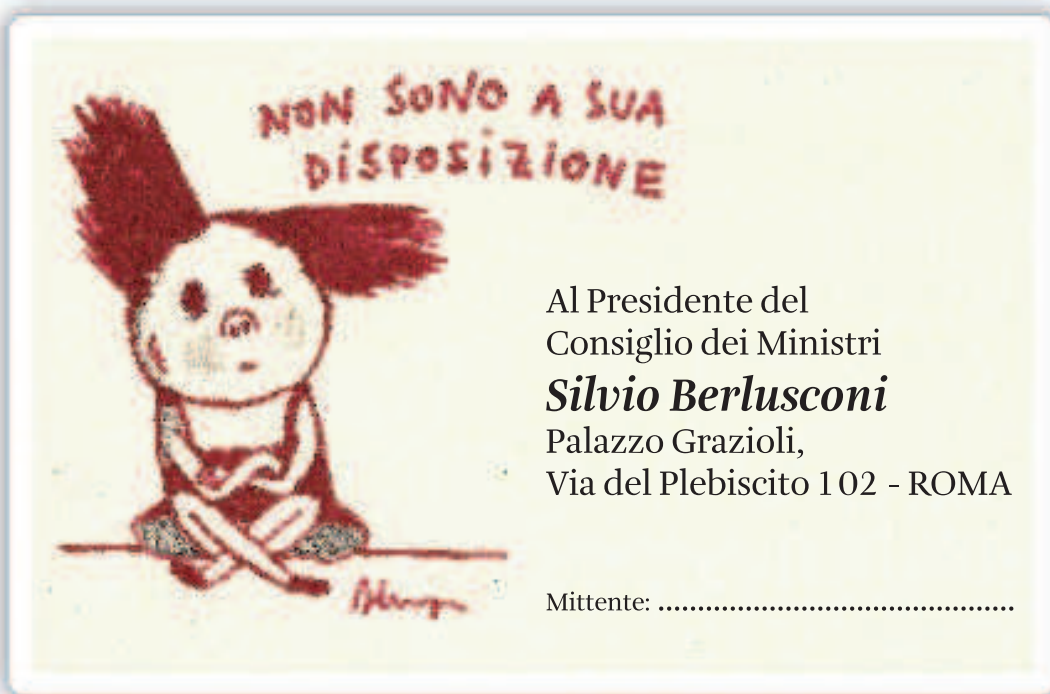 NON SONO A SUA
DISPOSIZIONE
Al Presidente del
Consiglio dei Ministri
Silvio Berlusconi
Palazzo Grazioli,
Via del Plebiscito 102 - ROMA
Mittente: .............................................